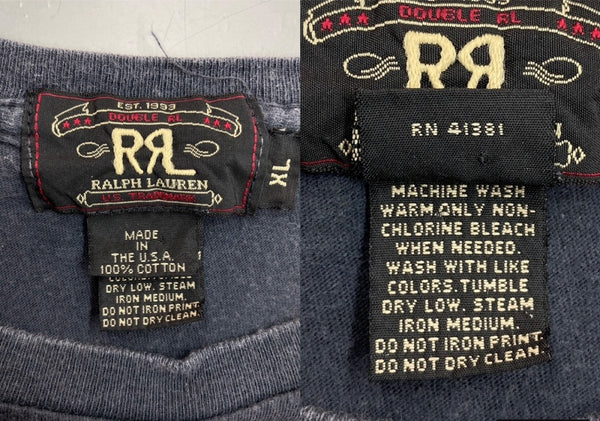 EST. 1993
DOUBLE RL
RRL
RALPH LAUREN
U.S. TRADEMARK
XL
MADE
IN
THE U.S.A.
100% COTTON
DRY LOW. STEAM
IRON MEDIUM.
DO NOT IRON PRINT
DO NOT DRY CLEAN.
DOUBLE RL
RRL
RN 41381
MACHINE WASH
WARM.ONLY NON-
CHLORINE BLEACH
WHEN NEEDED.
WASH WITH LIKE
COLORS.TUMBLE
DRY LOW. STEAM
IRON MEDIUM.
DO NOT IRON PRINT
DO NOT DRY CLEAN.